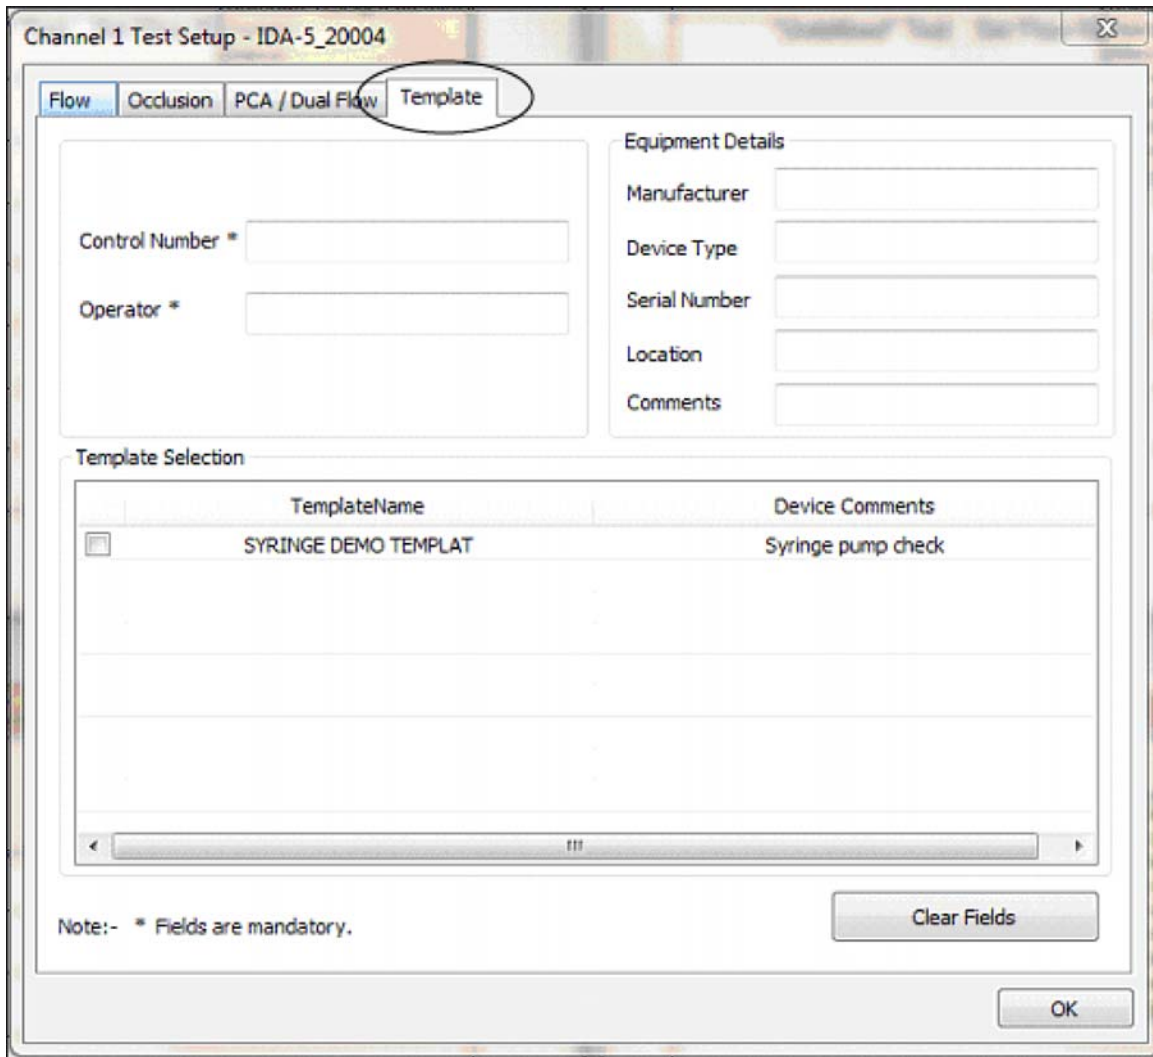 Channel 1 Test Setup - IDA-5_20004
X
Flow
Occlusion
PCA / Dual Flow
Template
Control Number *
Operator *
Equipment Details
Manufacturer
Device Type
Serial Number
Location
Comments
Template Selection
TemplateName Device Comments
SYRINGE DEMO TEMPLAT Syringe pump check
Note:- * Fields are mandatory.
Clear Fields
OK